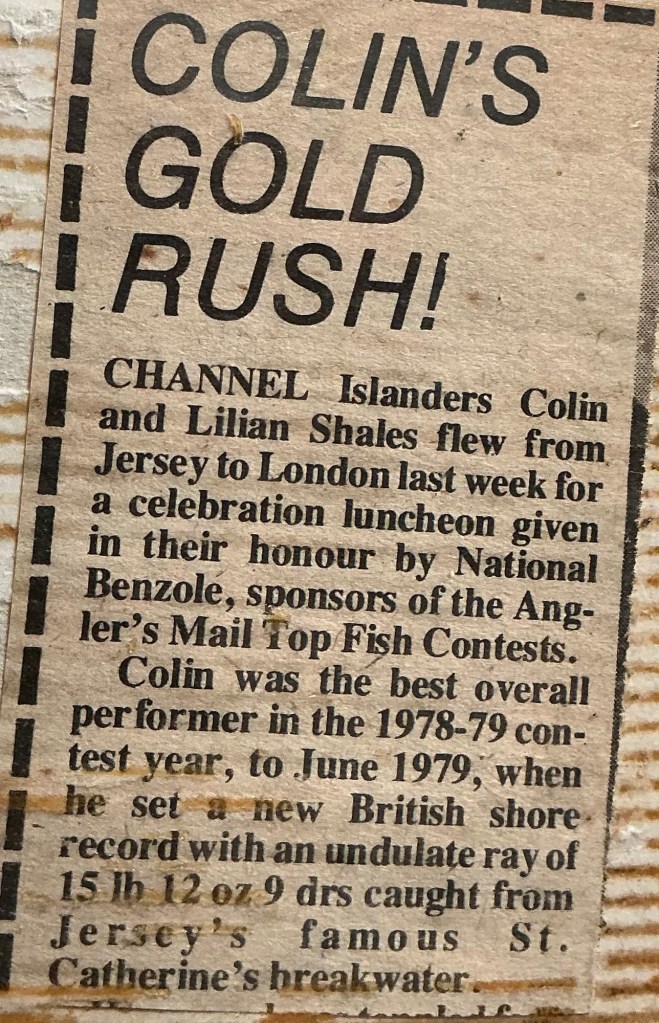 COLIN'S
GOLD
RUSH!
CHANNEL Islanders Colin
and Lilian Shales flew from
Jersey to London last week for
a celebration luncheon given
in their honour by National
Benzole, sponsors of the Ang-
ler's Mail Top Fish Contests.
Colin was the best overall
performer in the 1978-79 con-
test year, to June 1979, when
he set a new British shore
record with an undulate ray of
15 lb 12 oz 9 drs caught from
Jersey's famous St.
Catherine's breakwater.